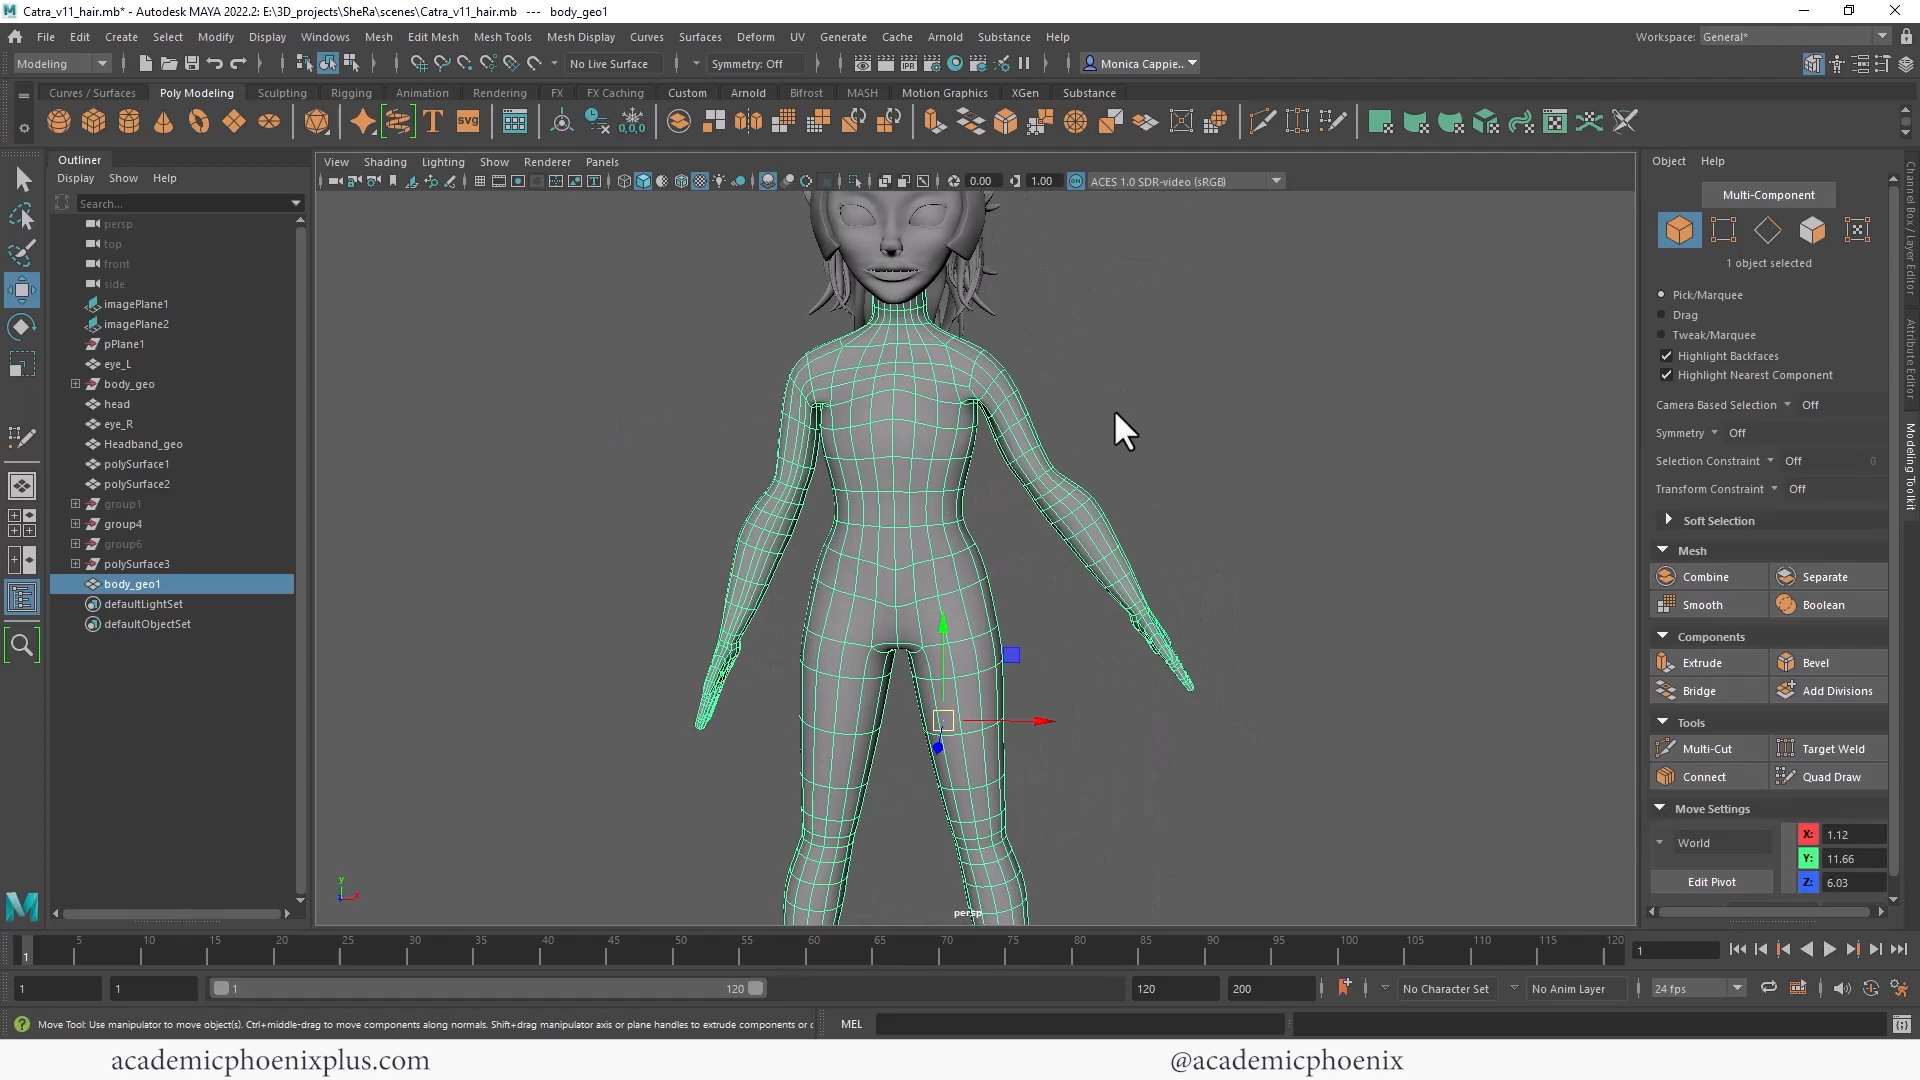 Catra_v11_hair.mb* - Autodesk MAYA 2022.2: E:\3D_projects\SheRa\scenes\Catra_v11_hair.mb --- body_geo1
File Edit Create Select Modify Display Windows Mesh Edit Mesh Mesh Tools Mesh Display Curves Surfaces Deform UV Generate Cache Arnold Substance Help
Workspace: General*
Modeling No Live Surface Symmetry: Off IPR Monica Cappie...
Curves / Surfaces Poly Modeling Sculpting Rigging Animation Rendering FX FX Caching Custom Arnold Bifrost MASH Motion Graphics XGen Substance
T svg 0,0,0
Outliner
Display Show Help
Search...
persp
top
front
side
imagePlane1
imagePlane2
pPlane1
eye_L
body_geo
head
eye_R
Headband_geo
polySurface1
polySurface2
group1
group4
group6
polySurface3
body_geo1
defaultLightSet
defaultObjectSet
View Shading Lighting Show Renderer Panels
0.00 1.00 ACES 1.0 SDR-video (sRGB)
y
x
persp
Object Help
Multi-Component
1 object selected
Pick/Marquee
Drag
Tweak/Marquee
Highlight Backfaces
Highlight Nearest Component
Camera Based Selection Off
Symmetry Off
Selection Constraint Off 0
Transform Constraint Off
Soft Selection
Mesh
Combine Separate
Smooth Boolean
Components
Extrude Bevel
Bridge Add Divisions
Tools
Multi-Cut Target Weld
Connect Quad Draw
Move Settings
World X: 1.12
Y: 11.66
Edit Pivot Z: 6.03
Channel Box / Layer Editor
Attribute Editor
Modeling Toolkit
1 5 10 15 20 25 30 35 40 45 50 55 60 65 70 75 80 85 90 95 100 105 110 115 120 1
1 1 1 120 120 200 No Character Set No Anim Layer 24 fps
Move Tool: Use manipulator to move object(s). Ctrl+middle-drag to move components along normals. Shift+drag manipulator axis or plane handles to extrude components or c MEL
academicphoenixplus.com @academicphoenix